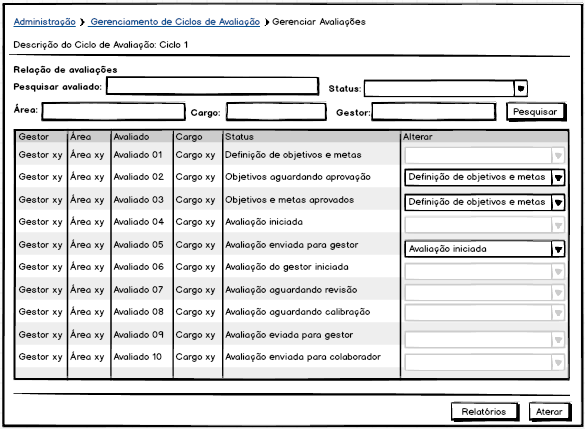 Administração ❯ Gerenciamento de Ciclos de Avaliação ❯ Gerenciar Avaliações
Descrição do Ciclo de Avaliação: Ciclo 1
Relação de avaliações
Pesquisar avaliado: Status:
Área: Cargo: Gestor: Pesquisar
Gestor Área Avaliado Cargo Status Alterar
Gestor xy Área xy Avaliado 01 Cargo xy Definição de objetivos e metas
Gestor xy Área xy Avaliado 02 Cargo xy Objetivos aguardando aprovação Definição de objetivos e metas
Gestor xy Área xy Avaliado 03 Cargo xy Objetivos e metas aprovados Definição de objetivos e metas
Gestor xy Área xy Avaliado 04 Cargo xy Avaliação iniciada
Gestor xy Área xy Avaliado 05 Cargo xy Avaliação enviada para gestor Avaliação iniciada
Gestor xy Área xy Avaliado 06 Cargo xy Avaliação do gestor iniciada
Gestor xy Área xy Avaliado 07 Cargo xy Avaliação aguardando revisão
Gestor xy Área xy Avaliado 08 Cargo xy Avaliação aguardando calibração
Gestor xy Área xy Avaliado 09 Cargo xy Avaliação eviada para gestor
Gestor xy Área xy Avaliado 10 Cargo xy Avaliação enviada para colaborador
Relatórios Aterar